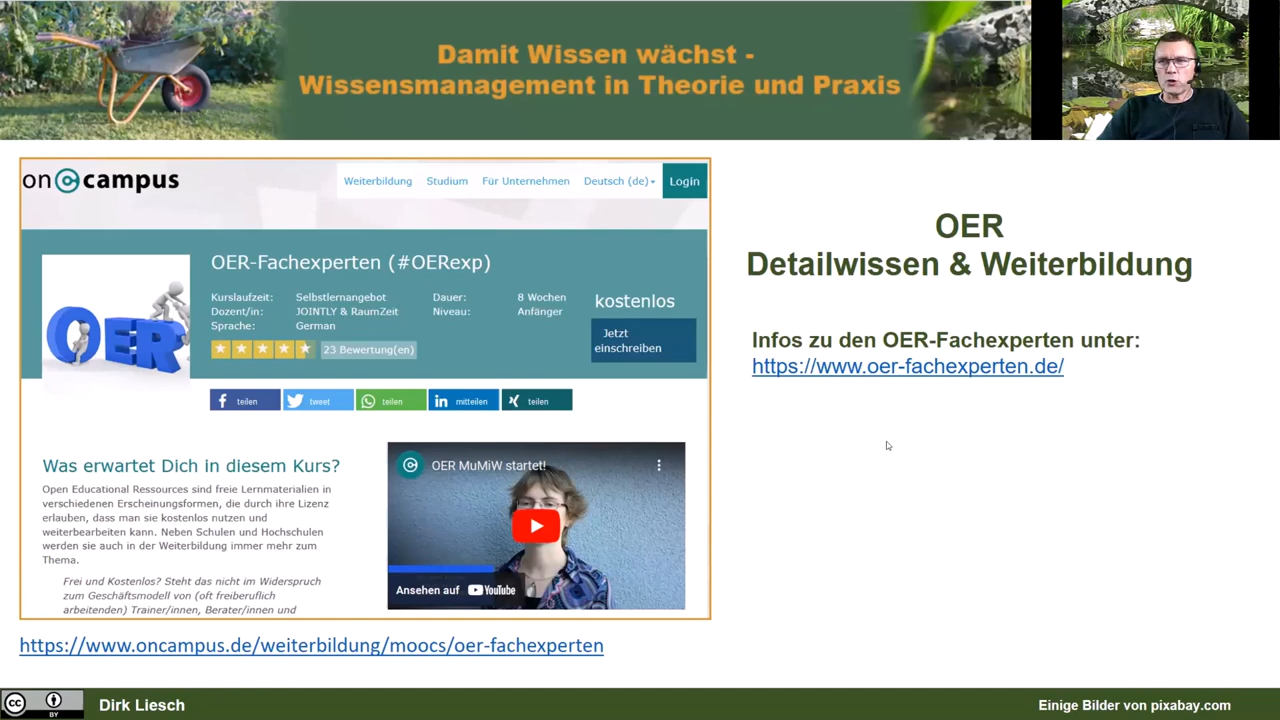 Damit Wissen wächst -
Wissensmanagement in Theorie und Praxis
on campus
Weiterbildung Studium Für Unternehmen Deutsch (de) Login
OER-Fachexperten (#OERexp)
Kurslaufzeit: Selbstlernangebot Dauer: 8 Wochen
Dozent/in: JOINTLY & RaumZeit Niveau: Anfänger
Sprache: German
kostenlos
Jetzt
einschreiben
23 Bewertung(en)
OER
teilen tweet teilen mitteilen teilen
Was erwartet Dich in diesem Kurs?
Open Educational Ressources sind freie Lernmaterialien in
verschiedenen Erscheinungsformen, die durch ihre Lizenz
erlauben, dass man sie kostenlos nutzen und
weiterbearbeiten kann. Neben Schulen und Hochschulen
werden sie auch in der Weiterbildung immer mehr zum
Thema.
Frei und Kostenlos? Steht das nicht im Widerspruch
zum Geschäftsmodell von (oft freiberuflich
arbeitenden) Trainer/innen, Berater/innen und
OER MuMiW startet!
Ansehen auf YouTube
https://www.oncampus.de/weiterbildung/moocs/oer-fachexperten
OER
Detailwissen & Weiterbildung
Infos zu den OER-Fachexperten unter:
https://www.oer-fachexperten.de/
CC BY
Dirk Liesch
Einige Bilder von pixabay.com